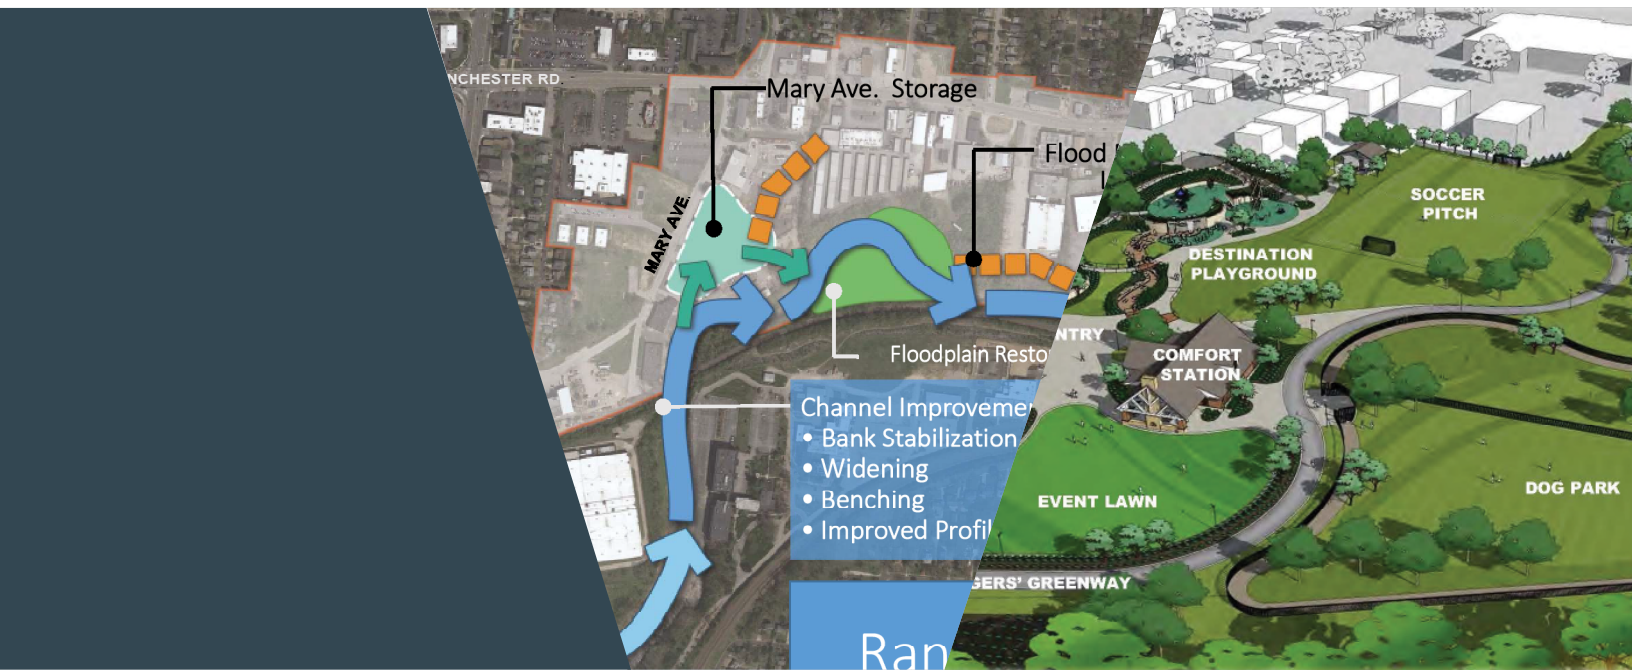 NCHESTER RD.
Mary Ave. Storage
Flood
MARY AVE.
Floodplain Resto
Channel Improveme
• Bank Stabilization
• Widening
• Benching
• Improved Profil
Ran
SOCCER
PITCH
DESTINATION
PLAYGROUND
NTRY
COMFORT
STATION
EVENT LAWN
DOG PARK
GERS' GREENWAY